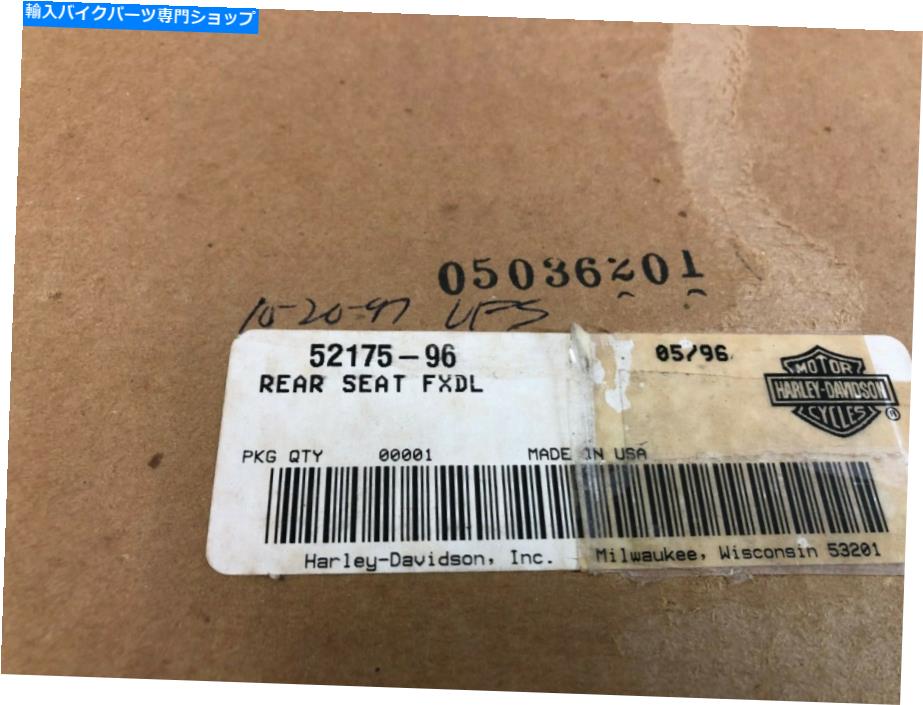 輸入バイクパーツ専門ショップ
05036201
10-20-97 UPS
52175-96
05/96
REAR SEAT FXDL
MOTOR
HARLEY-DAVIDSON
CYCLES
®
PKG QTY 00001 MADE IN USA
Harley-Davidson, Inc. Milwaukee, Wisconsin 53201